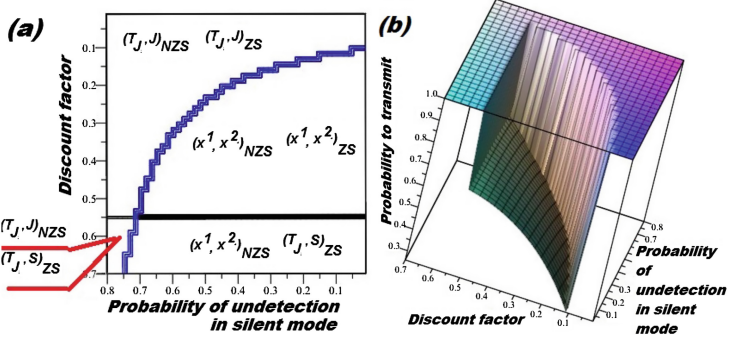 (a)
(T_J, J)_NZS (T_J, J)_ZS
Discount factor
0.1
0.2
0.3
0.4
0.5
0.6
0.7
(x^1, x^2)_NZS (x^1, x^2)_ZS
(T_J, J)_NZS
(T_J, S)_ZS
(x^1, x^2)_NZS (T_J, S)_ZS
0.8 0.7 0.6 0.5 0.4 0.3 0.2 0.1
Probability of undetection
in silent mode
(b)
Probability to transmit
1.0
0.9
0.8
0.7
0.6
0.5
0.4
0.3
0.7 0.6 0.5 0.4 0.3 0.2 0.1
Discount factor
0.8
0.7
0.6
0.5
0.4
0.3
0.2
0.1
Probability
of
undetection
in silent
mode